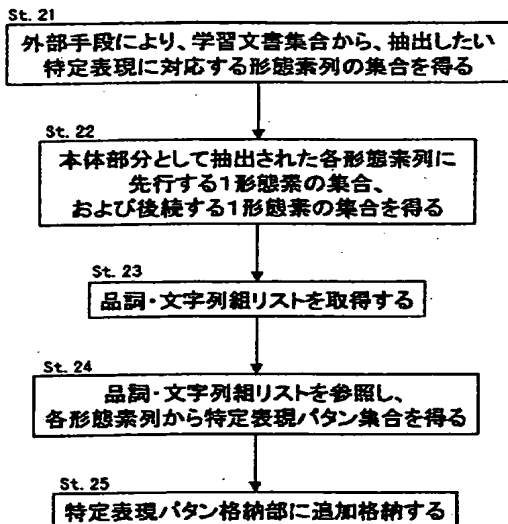 St. 21
外部手段により、学習文書集合から、抽出したい
特定表現に対応する形態素列の集合を得る
St. 22
本体部分として抽出された各形態素列に
先行する1形態素の集合、
および後続する1形態素の集合を得る
St. 23
品詞・文字列組リストを取得する
St. 24
品詞・文字列組リストを参照し、
各形態素列から特定表現パタン集合を得る
St. 25
特定表現パタン格納部に追加格納する